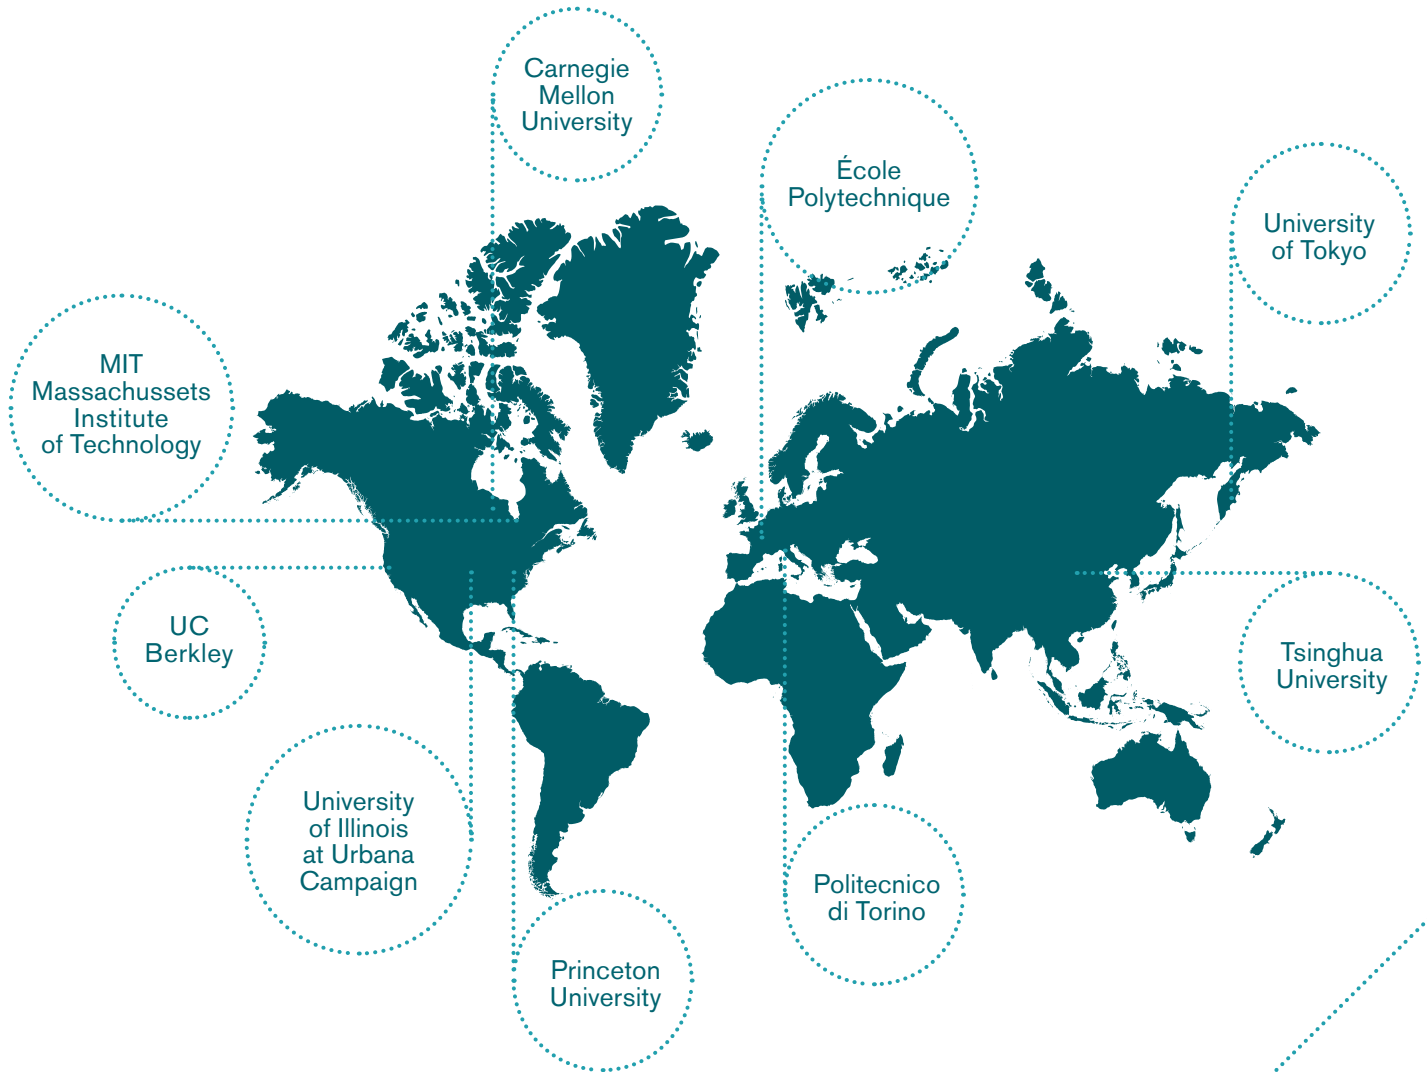 Carnegie
Mellon
University
École
Polytechnique
University
of Tokyo
MIT
Massachussets
Institute
of Technology
UC
Berkley
Tsinghua
University
University
of Illinois
at Urbana
Campaign
Politecnico
di Torino
Princeton
University